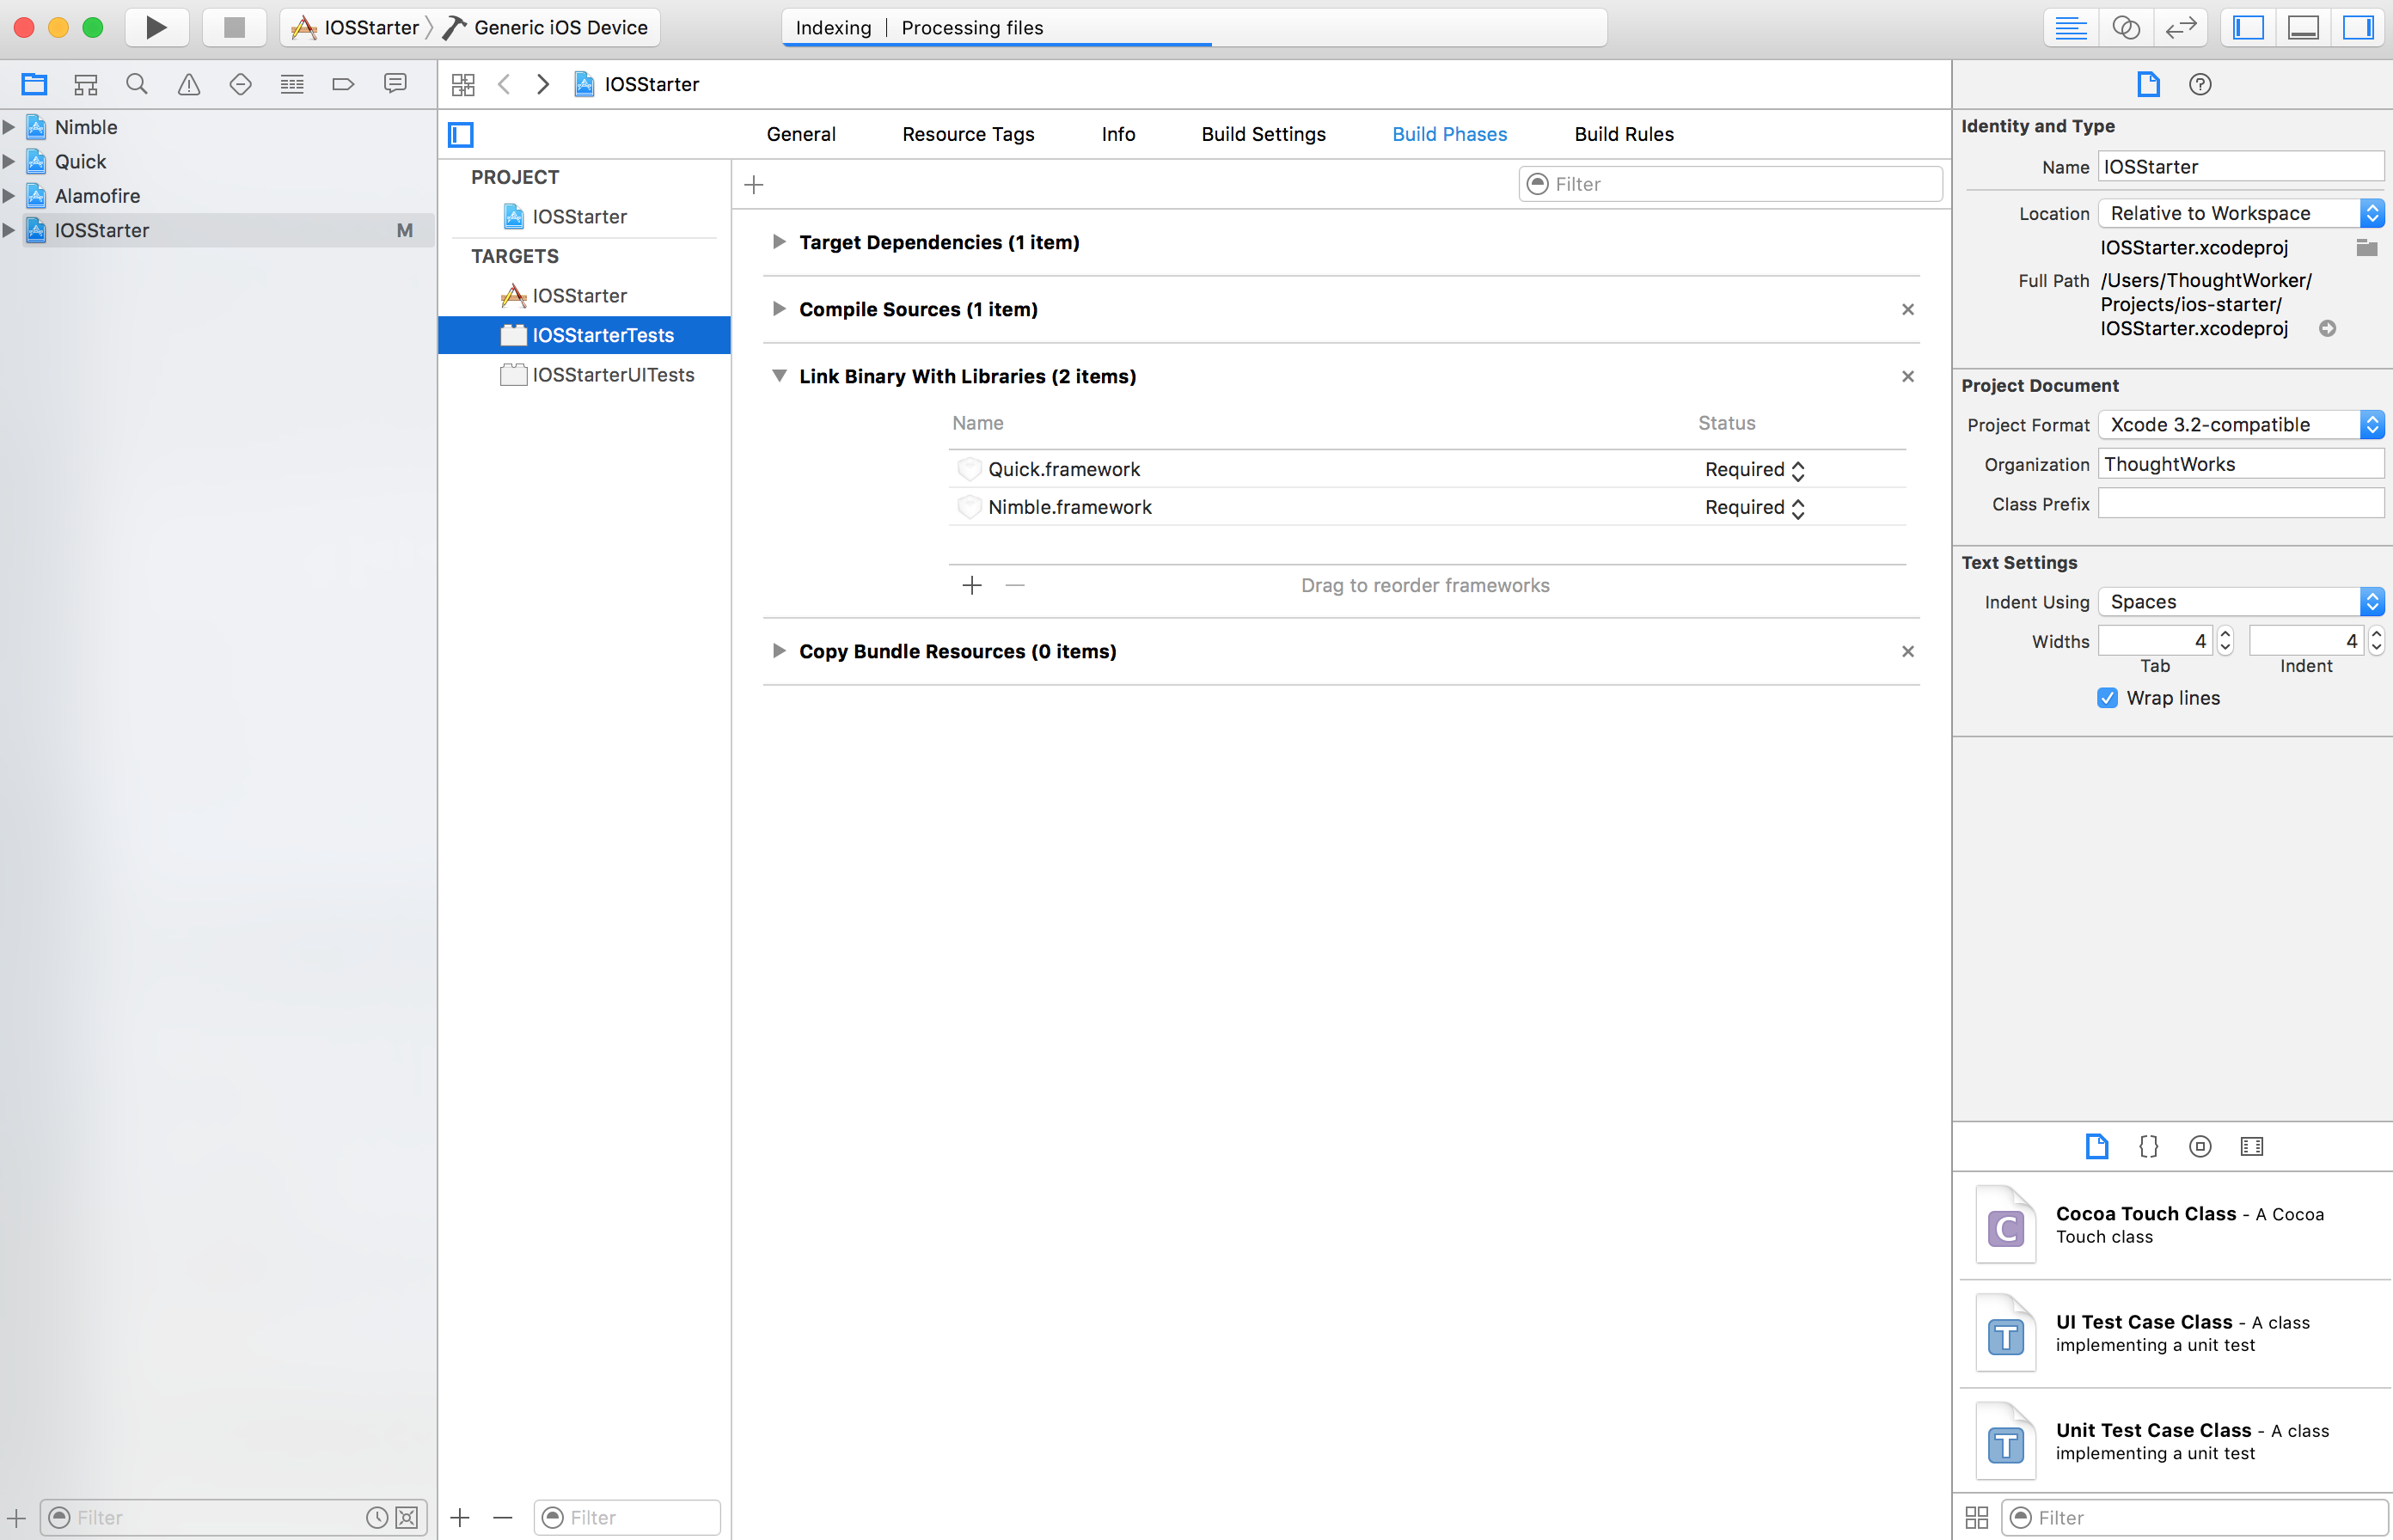 IOSStarter
Generic iOS Device
Indexing | Processing files
IOSStarter
Nimble
Quick
Alamofire
IOSStarter M
General
Resource Tags
Info
Build Settings
Build Phases
Build Rules
PROJECT
IOSStarter
TARGETS
IOSStarter
IOSStarterTests
IOSStarterUITests
Filter
Target Dependencies (1 item)
Compile Sources (1 item)
Link Binary With Libraries (2 items)
Name Status
Quick.framework Required
Nimble.framework Required
Drag to reorder frameworks
Copy Bundle Resources (0 items)
Identity and Type
Name IOSStarter
Location Relative to Workspace
IOSStarter.xcodeproj
Full Path /Users/ThoughtWorker/
Projects/ios-starter/
IOSStarter.xcodeproj
Project Document
Project Format Xcode 3.2-compatible
Organization ThoughtWorks
Class Prefix
Text Settings
Indent Using Spaces
Widths 4 4
Tab Indent
Wrap lines
{}
C
Cocoa Touch Class - A Cocoa
Touch class
T
UI Test Case Class - A class
implementing a unit test
T
Unit Test Case Class - A class
implementing a unit test
Filter
Filter
Filter